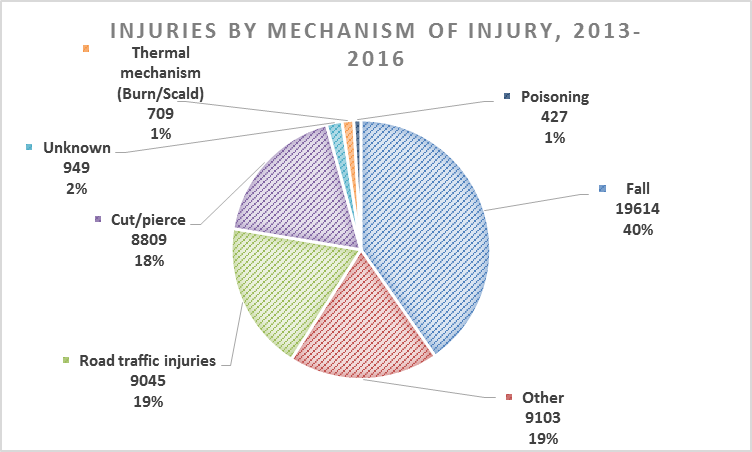 INJURIES BY MECHANISM OF INJURY, 2013-
2016
Thermal
mechanism
(Burn/Scald)
709
1%
Poisoning
427
1%
Unknown
949
2%
Fall
19614
40%
Cut/pierce
8809
18%
Road traffic injuries
9045
19%
Other
9103
19%